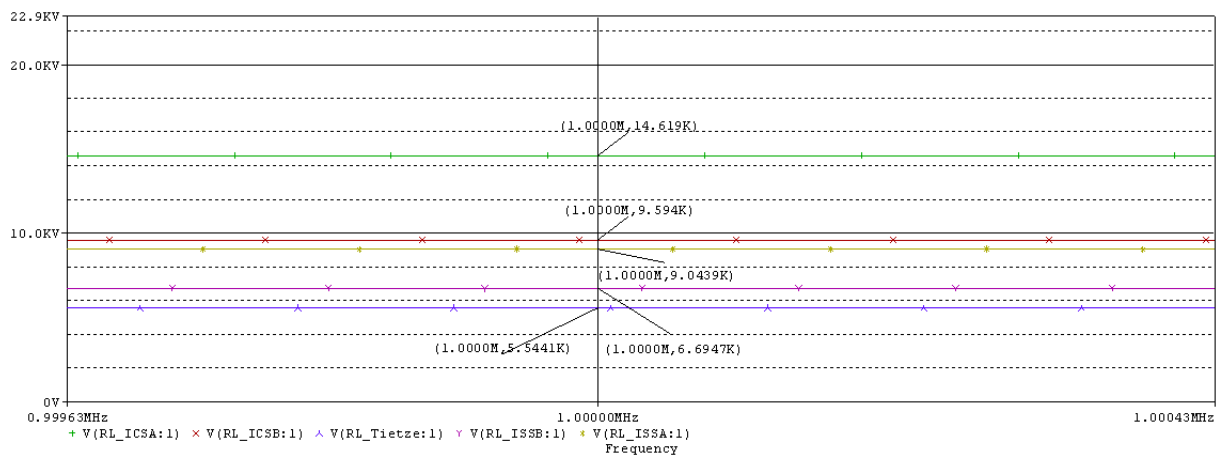 22.9KV
20.0KV
(1.0000M,14.619K)
(1.0000M,9.594K)
10.0KV
(1.0000M,9.0439K)
(1.0000M,5.5441K)
(1.0000M,6.6947K)
0V
0.99963MHz 1.00000MHz 1.00043MHz
V(RL_ICSA:1) V(RL_ICSB:1) V(RL_Tietze:1) V(RL_ISSB:1) V(RL_ISSA:1)
Frequency